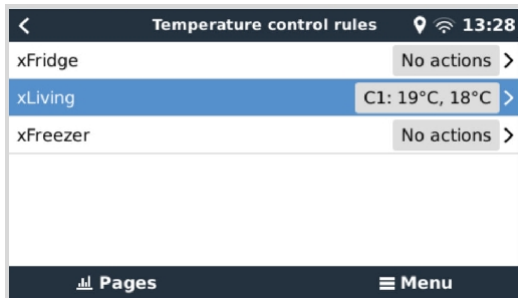 Temperature control rules 13:28
xFridge No actions
xLiving C1: 19°C, 18°C
xFreezer No actions
Pages Menu